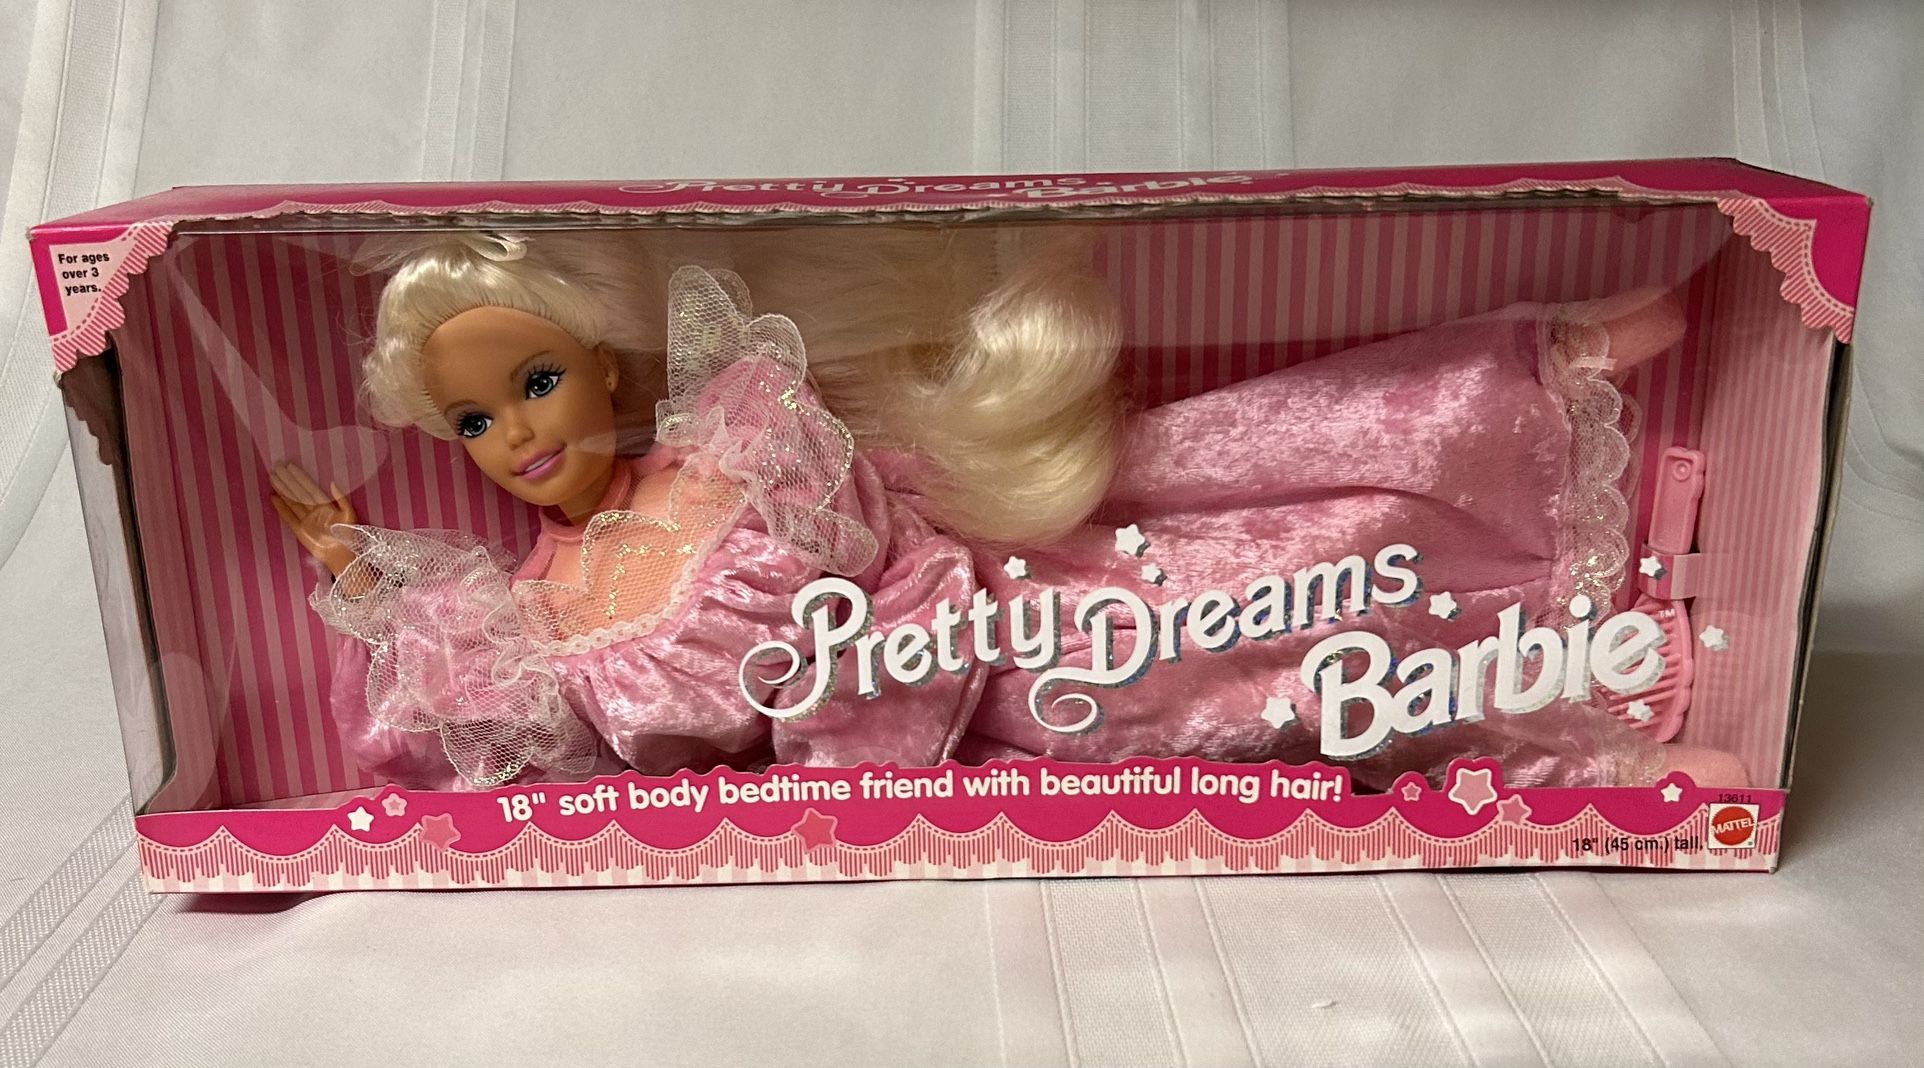 Pretty Dreams Barbie
For ages
over 3
years.
Pretty Dreams
Barbie™
18" soft body bedtime friend with beautiful long hair!
13611
MATTEL
18" (45 cm.) tall.